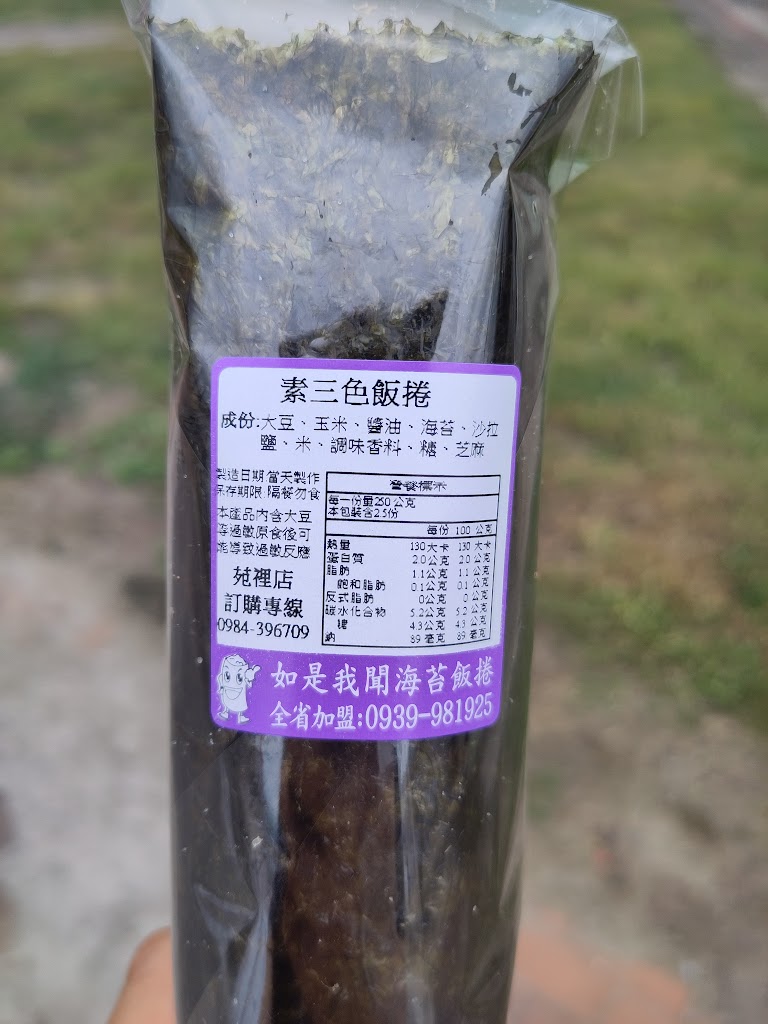 素三色飯捲
成份:大豆、玉米、醬油、海苔、沙拉
鹽、米、調味香料、糖、芝麻
製造日期:當天製作
保存期限:隔餐勿食
本產品內含大豆
等過敏原食後可
能導致過敏反應
苑裡店
訂購專線
0984-396709
營養標示
每一份量250公克
本包裝含2.5份
每份 100公克
熱量 130大卡 130大卡
蛋白質 2.0公克 2.0公克
脂肪 1.1公克 1.1公克
飽和脂肪 0.1公克 0.1公克
反式脂肪 0公克 0公克
碳水化合物 5.2公克 5.2公克
糖 4.3公克 4.3公克
鈉 89毫克 89毫克
如是我聞海苔飯捲
全省加盟:0939-981925